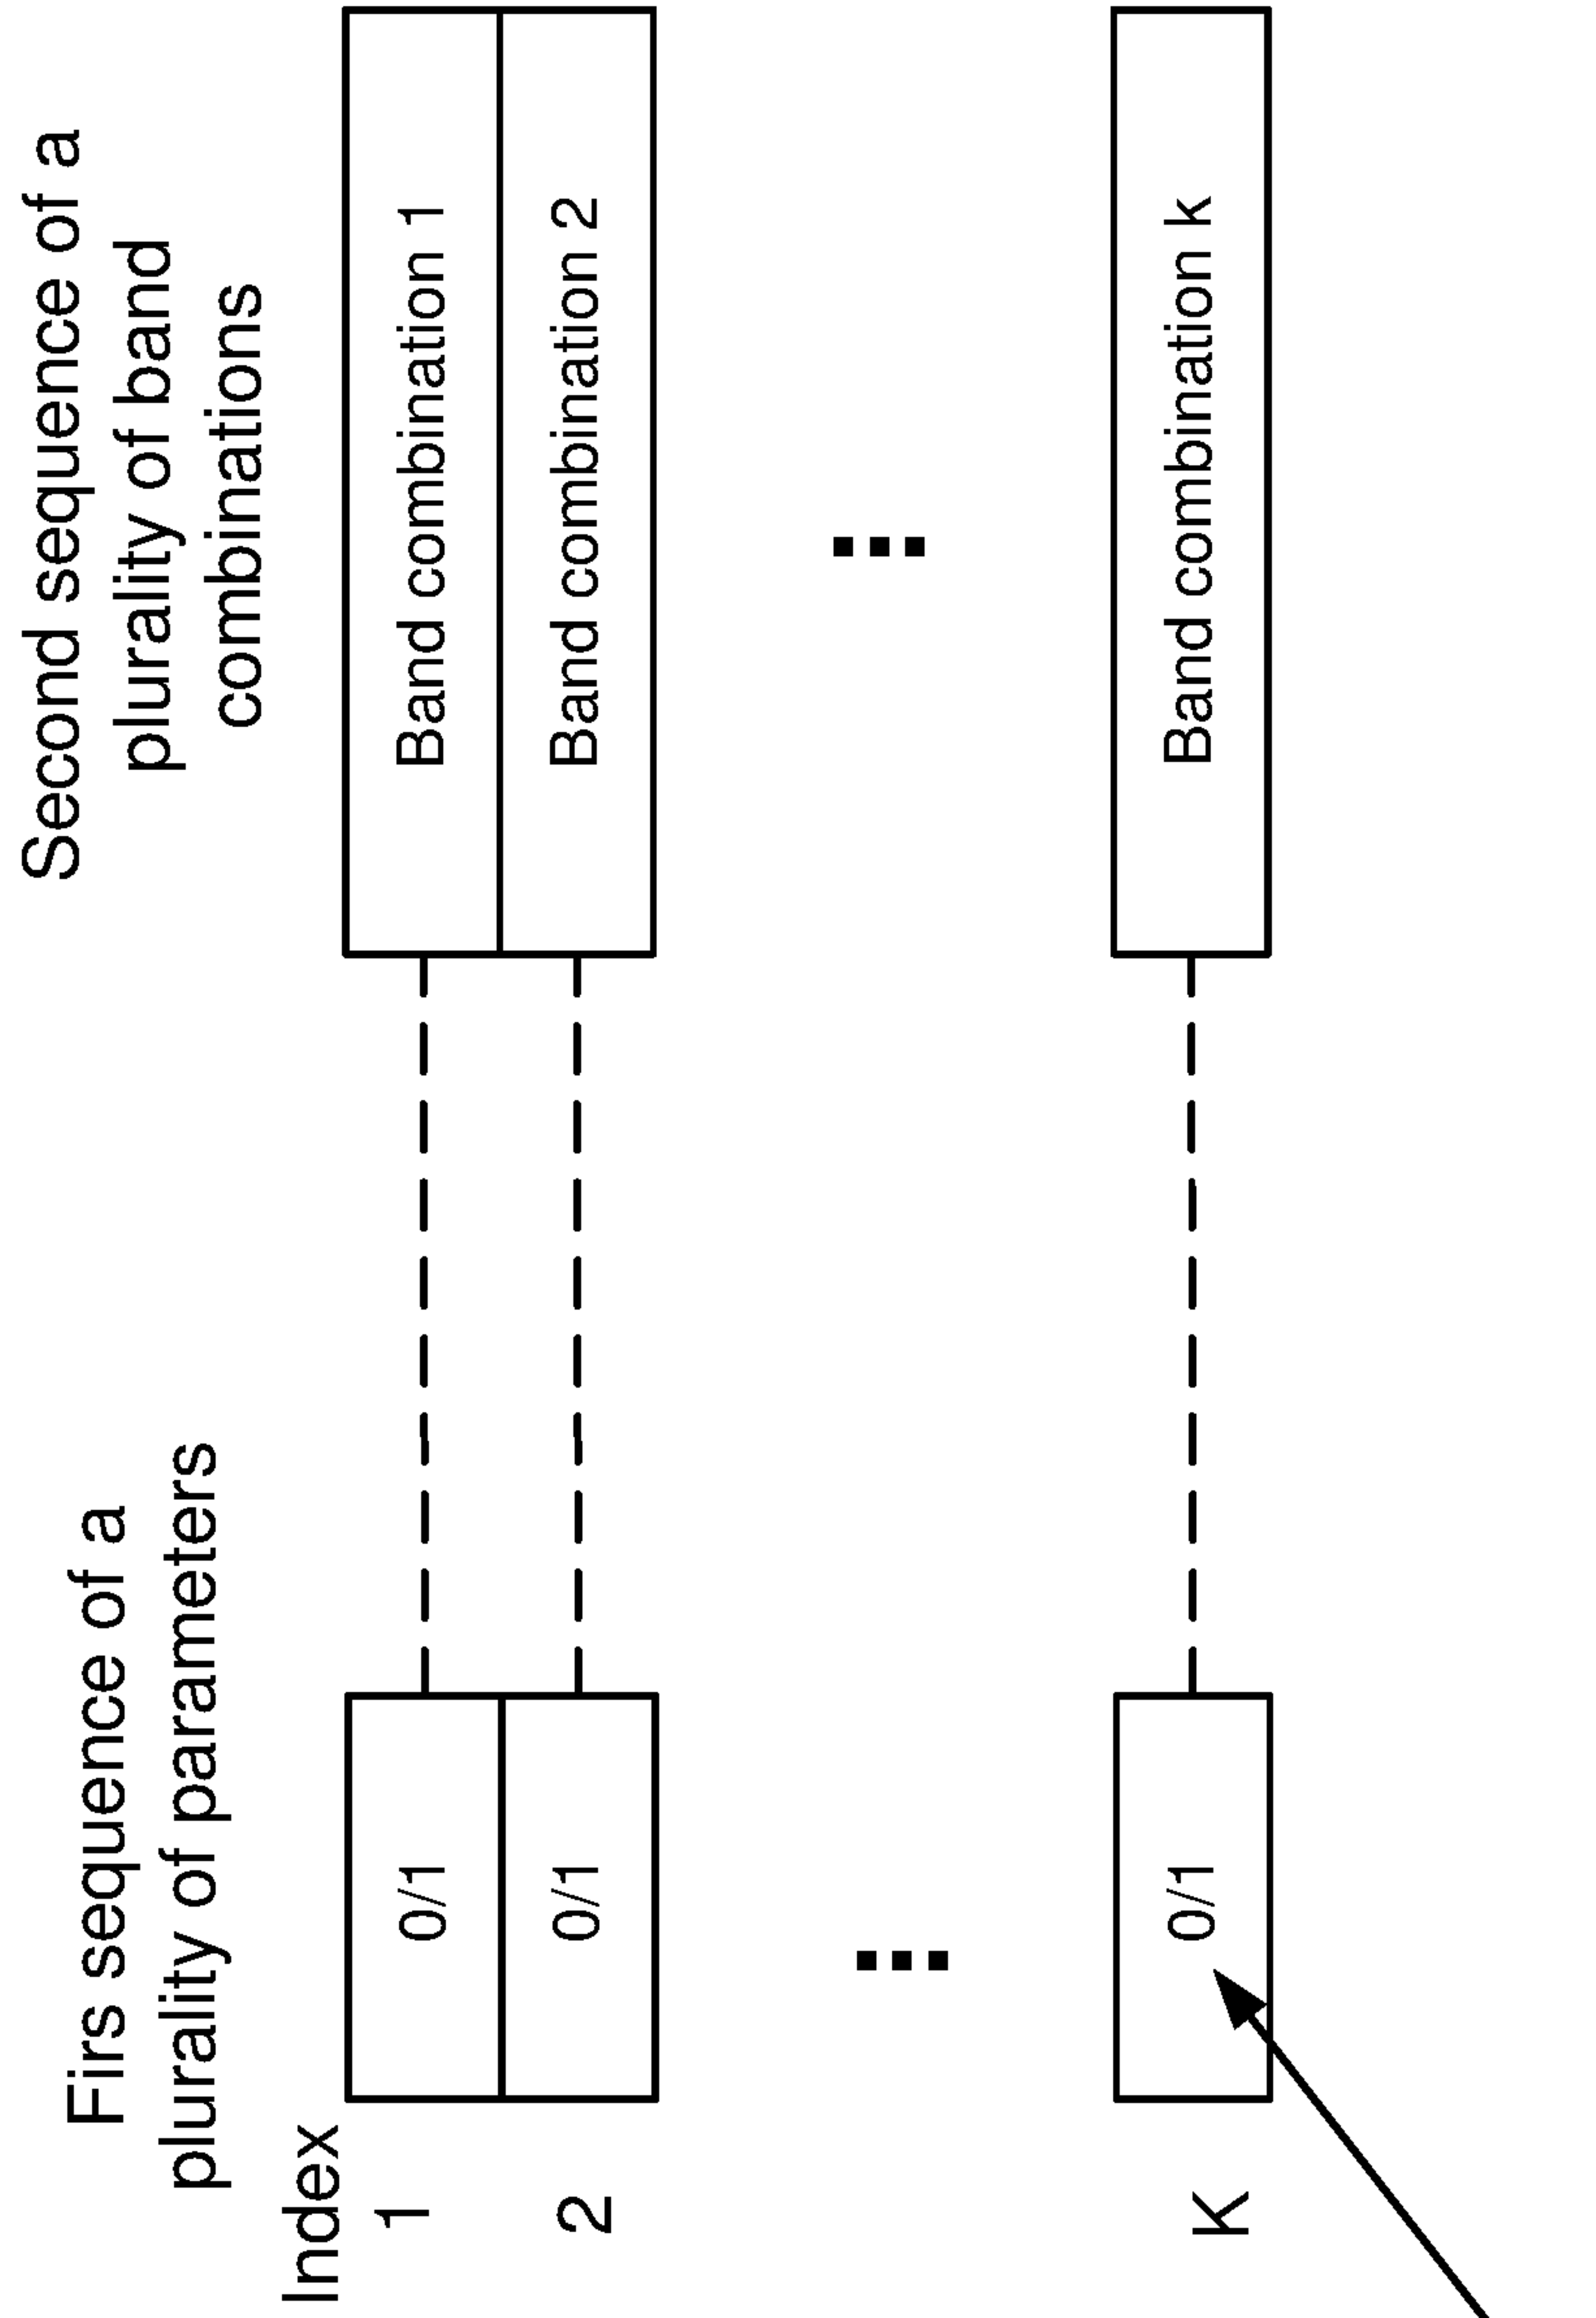 Firs sequence of a
plurality of parameters
Second sequence of a
plurality of band
combinations
Index
1
0/1
Band combination 1
2
0/1
Band combination 2
K
0/1
Band combination k